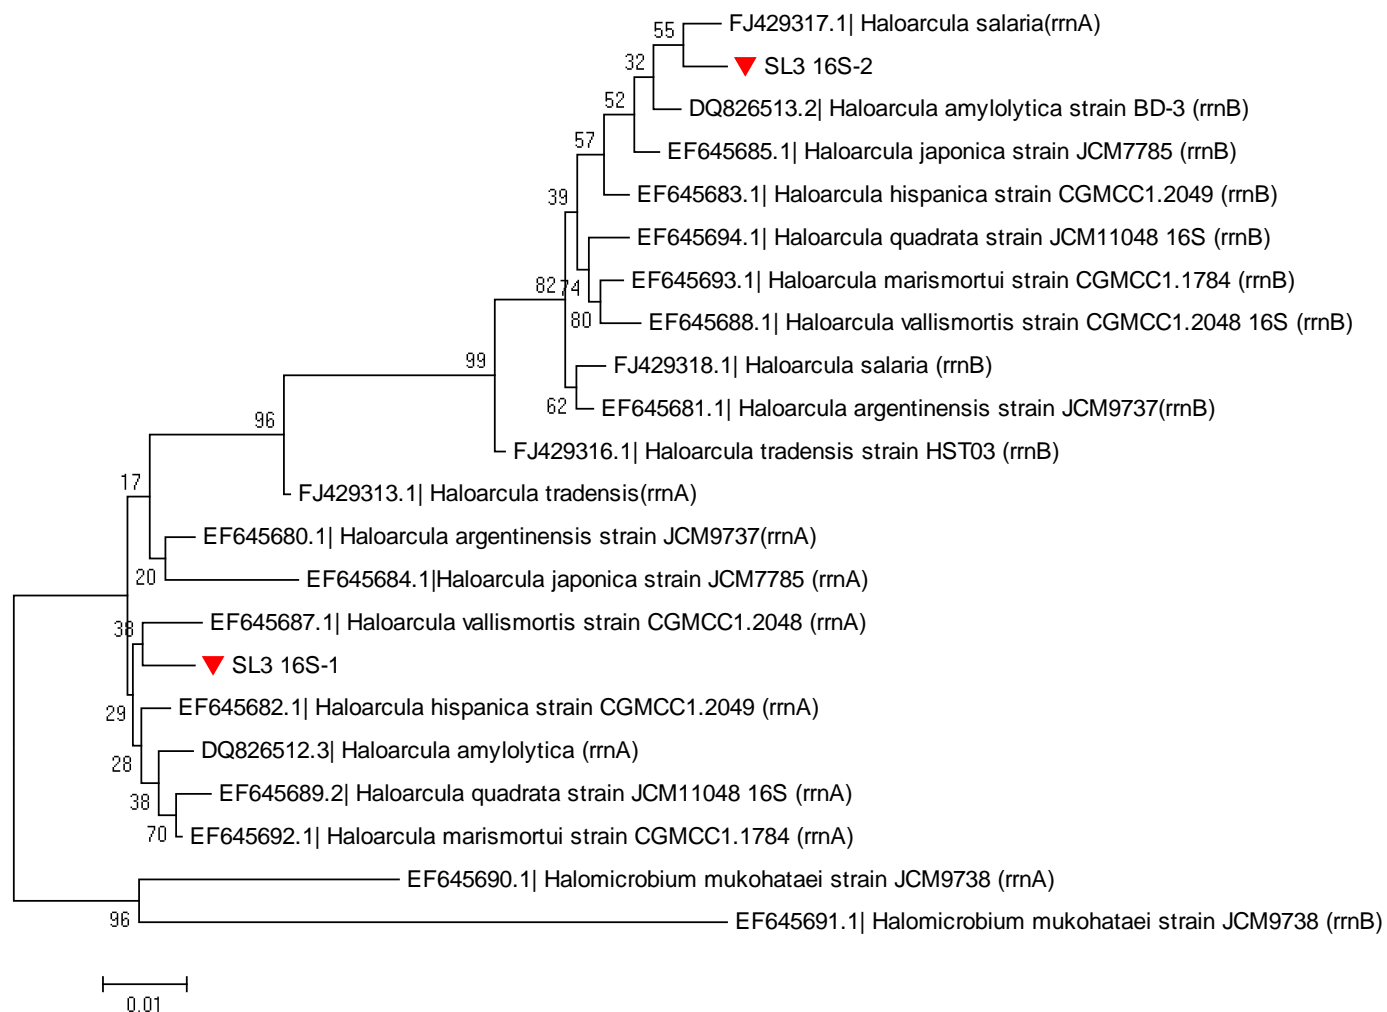 FJ429317.1| Haloarcula salaria(rrnA)
55
SL3 16S-2
32
DQ826513.2| Haloarcula amylolytica strain BD-3 (rrnB)
52
EF645685.1| Haloarcula japonica strain JCM7785 (rrnB)
57
EF645683.1| Haloarcula hispanica strain CGMCC1.2049 (rrnB)
39
EF645694.1| Haloarcula quadrata strain JCM11048 16S (rrnB)
EF645693.1| Haloarcula marismortui strain CGMCC1.1784 (rrnB)
82
74
80
EF645688.1| Haloarcula vallismortis strain CGMCC1.2048 16S (rrnB)
99
FJ429318.1| Haloarcula salaria (rrnB)
62
EF645681.1| Haloarcula argentinensis strain JCM9737(rrnB)
96
FJ429316.1| Haloarcula tradensis strain HST03 (rrnB)
17
FJ429313.1| Haloarcula tradensis(rrnA)
EF645680.1| Haloarcula argentinensis strain JCM9737(rrnA)
20
EF645684.1|Haloarcula japonica strain JCM7785 (rrnA)
38
EF645687.1| Haloarcula vallismortis strain CGMCC1.2048 (rrnA)
SL3 16S-1
29
EF645682.1| Haloarcula hispanica strain CGMCC1.2049 (rrnA)
28
DQ826512.3| Haloarcula amylolytica (rrnA)
38
EF645689.2| Haloarcula quadrata strain JCM11048 16S (rrnA)
70
EF645692.1| Haloarcula marismortui strain CGMCC1.1784 (rrnA)
EF645690.1| Halomicrobium mukohataei strain JCM9738 (rrnA)
96
EF645691.1| Halomicrobium mukohataei strain JCM9738 (rrnB)
0.01